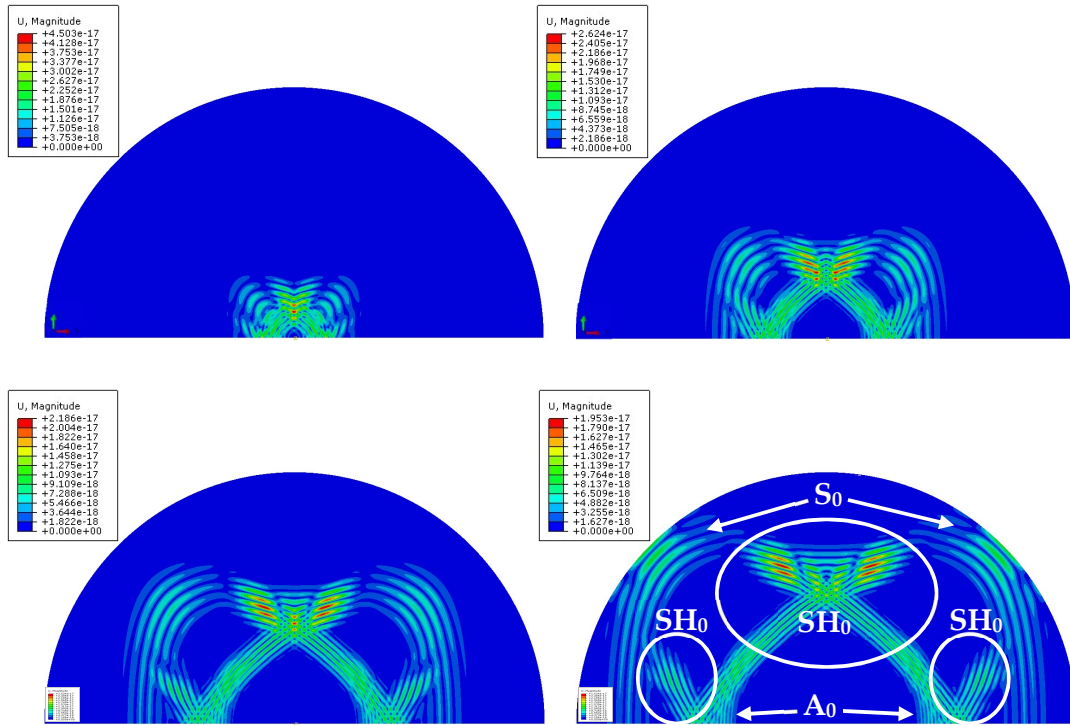 U, Magnitude
+4.503e-17
+4.128e-17
+3.753e-17
+3.377e-17
+3.002e-17
+2.627e-17
+2.252e-17
+1.876e-17
+1.501e-17
+1.126e-17
+7.505e-18
+3.753e-18
+0.000e+00
U, Magnitude
+2.624e-17
+2.405e-17
+2.186e-17
+1.968e-17
+1.749e-17
+1.530e-17
+1.312e-17
+1.093e-17
+8.745e-18
+6.559e-18
+4.373e-18
+2.186e-18
+0.000e+00
U, Magnitude
+2.186e-17
+2.004e-17
+1.822e-17
+1.640e-17
+1.458e-17
+1.275e-17
+1.093e-17
+9.109e-18
+7.288e-18
+5.466e-18
+3.644e-18
+1.822e-18
+0.000e+00
U, Magnitude
+1.953e-17
+1.790e-17
+1.627e-17
+1.465e-17
+1.302e-17
+1.139e-17
+9.764e-18
+8.137e-18
+6.509e-18
+4.882e-18
+3.255e-18
+1.627e-18
+0.000e+00
S₀
SH₀
SH₀
SH₀
A₀